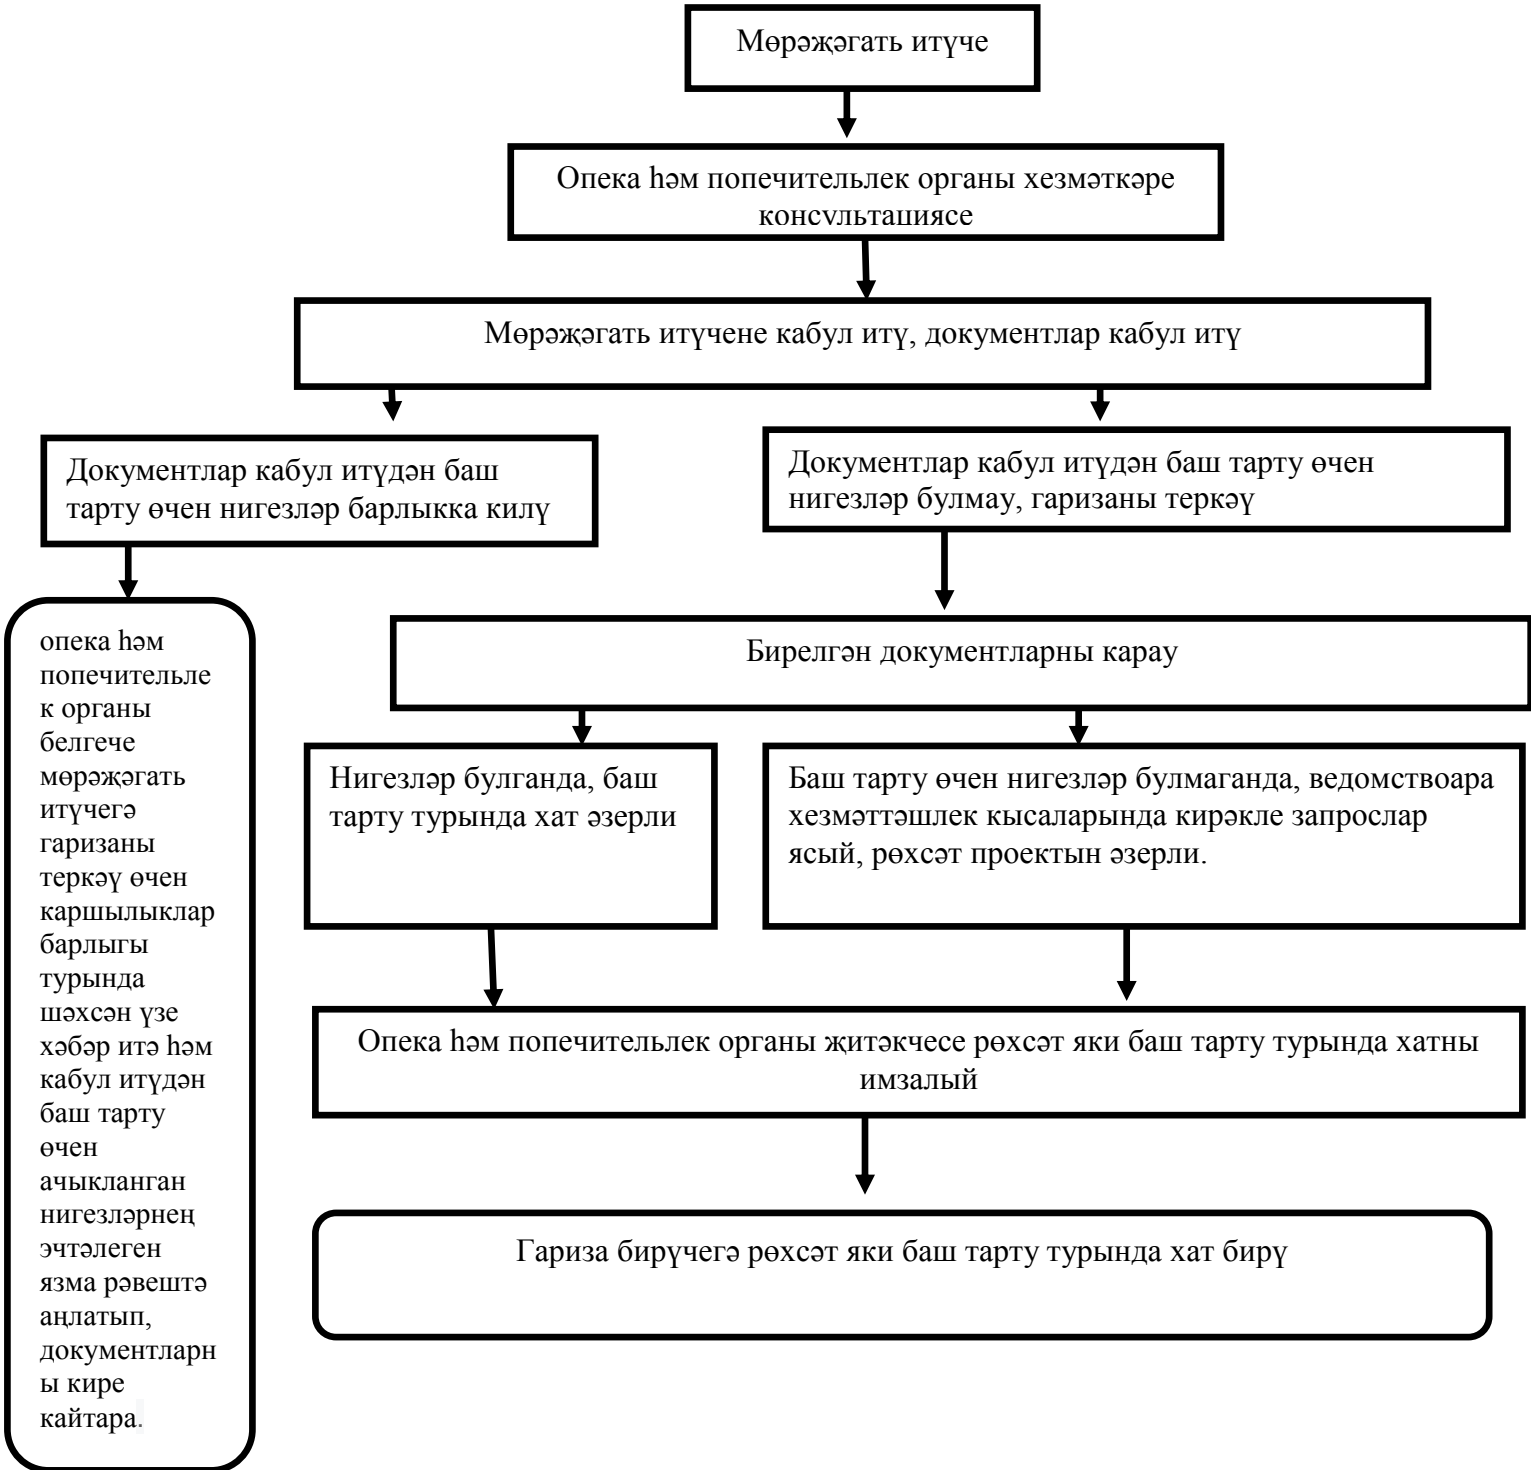 Мөрәҗәгать итүче
Опека һәм попечительлек органы хезмәткәре
консультациясе
Мөрәҗәгать итүчене кабул итү, документлар кабул итү
Документлар кабул итүдән баш
тарту өчен нигезләр барлыкка килү
Документлар кабул итүдән баш тарту өчен
нигезләр булмау, гаризаны теркәү
опека һәм
попечительле
к органы
белгече
мөрәҗәгать
итүчегә
гаризаны
теркәү өчен
каршылыклар
барлыгы
турында
шәхсән үзе
хәбәр итә һәм
кабул итүдән
баш тарту
өчен
ачыкланган
нигезләрнең
эчтәлеген
язма рәвештә
аңлатып,
документларн
ы кире
кайтара.
Бирелгән документларны карау
Нигезләр булганда, баш
тарту турында хат әзерли
Баш тарту өчен нигезләр булмаганда, ведомствоара
хезмәттәшлек кысаларында кирәкле запрослар
ясый, рөхсәт проектын әзерли.
Опека һәм попечительлек органы җитәкчесе рөхсәт яки баш тарту турында хатны
имзалый
Гариза бирүчегә рөхсәт яки баш тарту турында хат бирү